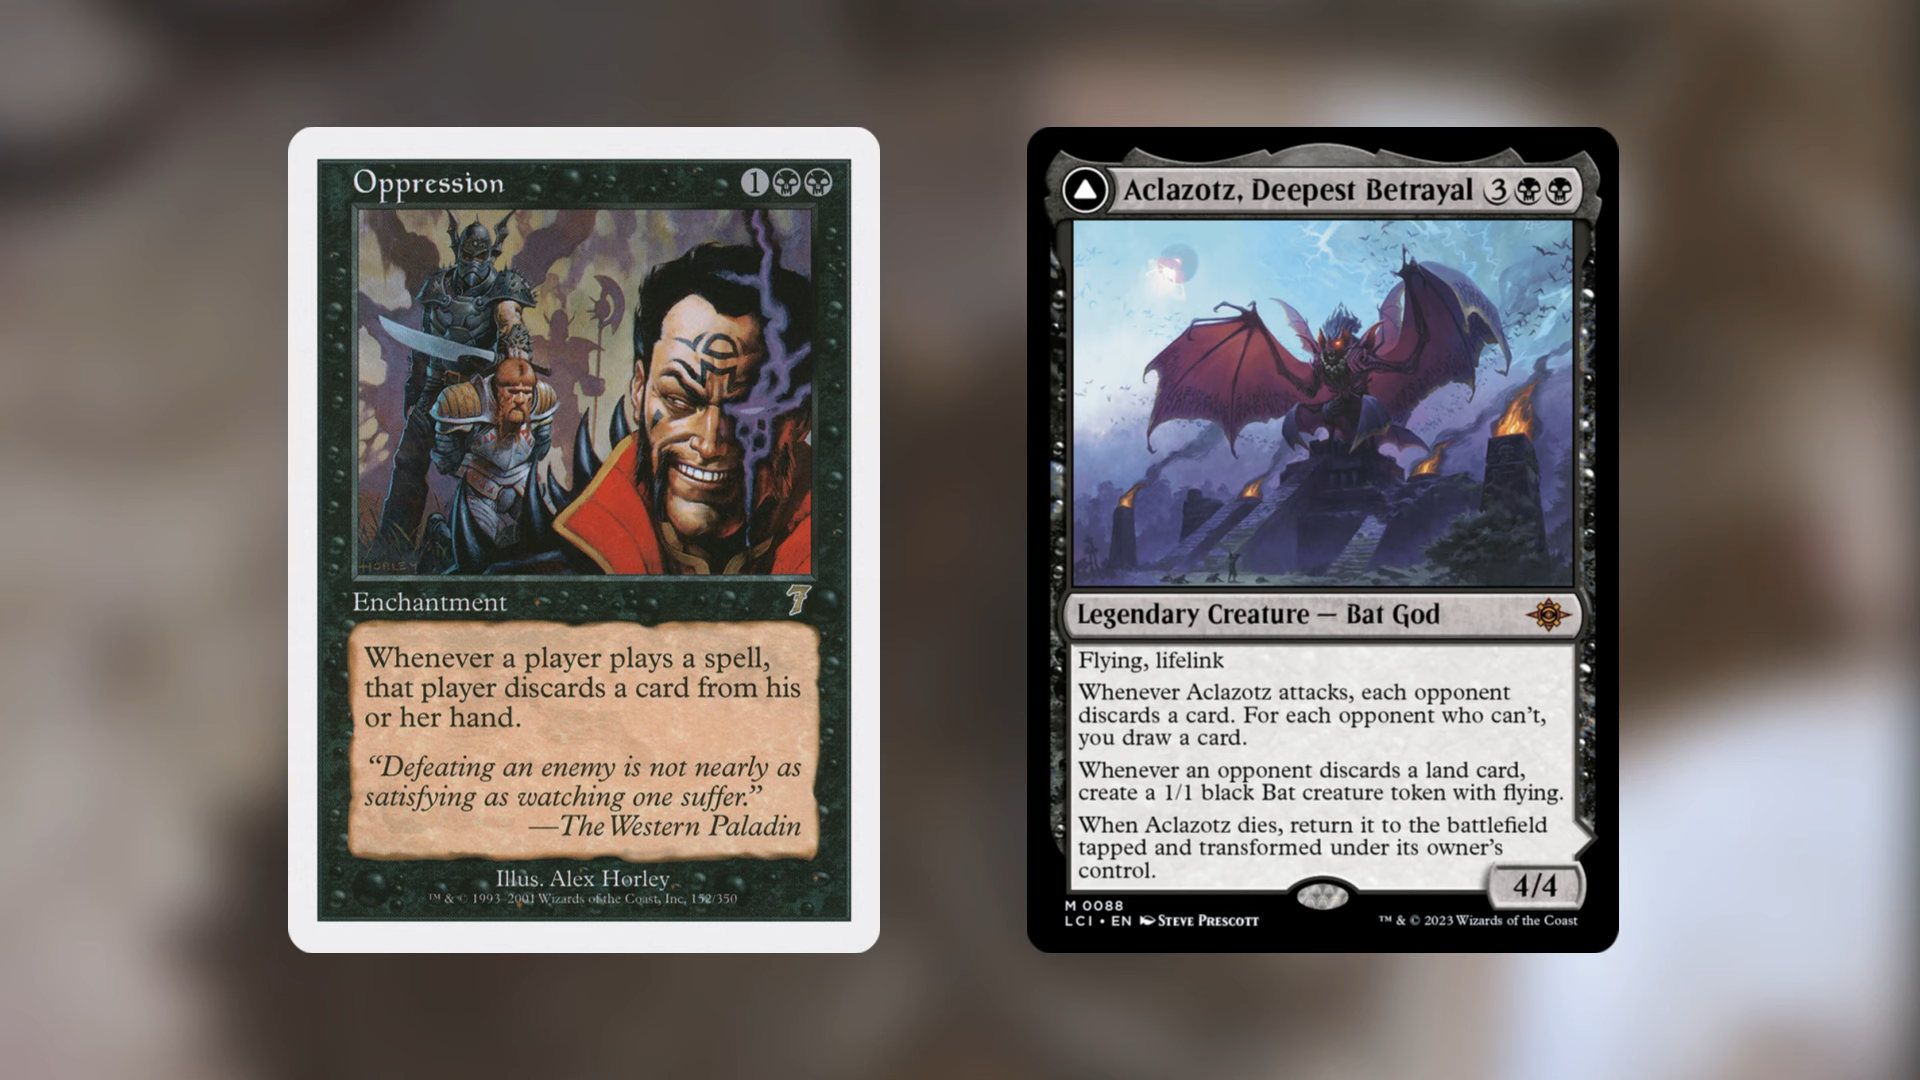 Oppression 1
HORLEY
Enchantment 7
Whenever a player plays a spell,
that player discards a card from his
or her hand.
“Defeating an enemy is not nearly as
satisfying as watching one suffer.”
—The Western Paladin
Illus. Alex Horley
™ & © 1993-2001 Wizards of the Coast, Inc. 152/350
Aclazotz, Deepest Betrayal 3
Legendary Creature — Bat God
Flying, lifelink
Whenever Aclazotz attacks, each opponent
discards a card. For each opponent who can’t,
you draw a card.
Whenever an opponent discards a land card,
create a 1/1 black Bat creature token with flying.
When Aclazotz dies, return it to the battlefield
tapped and transformed under its owner’s
control.
4/4
M 0088
LCI • EN Steve Prescott
™ & © 2023 Wizards of the Coast